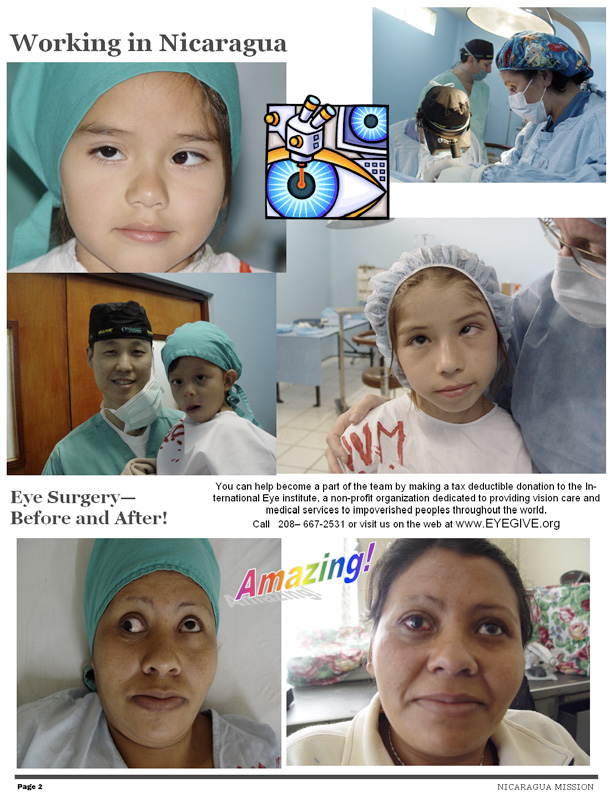 Working in Nicaragua
WM
You can help become a part of the team by making a tax deductible donation to the In-
ternational Eye institute, a non-profit organization dedicated to providing vision care and
medical services to impoverished peoples throughout the world.
Call 208– 667-2531 or visit us on the web at www.EYEGIVE.org
Eye Surgery—
Before and After!
Amazing!
Page 2
NICARAGUA MISSION